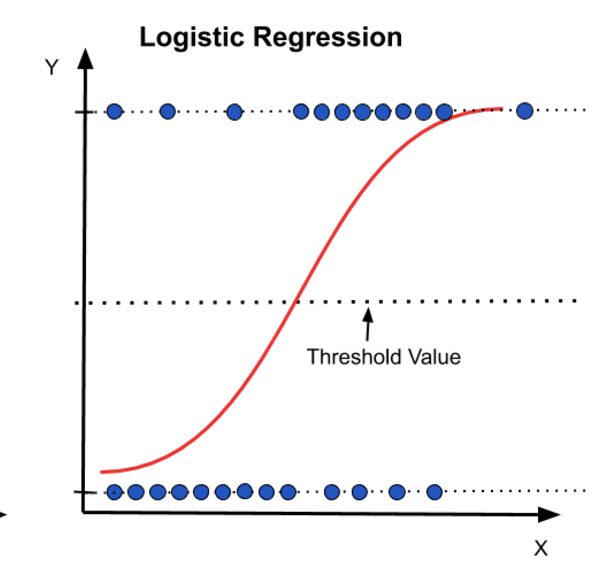 Logistic Regression
Y
Threshold Value
X